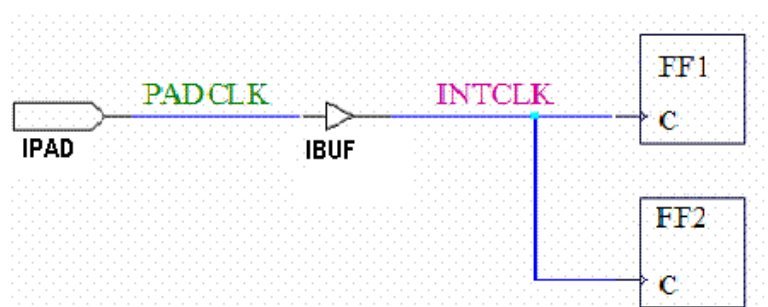 PADCLK
INTCLK
FF1
C
IPAD
IBUF
FF2
C